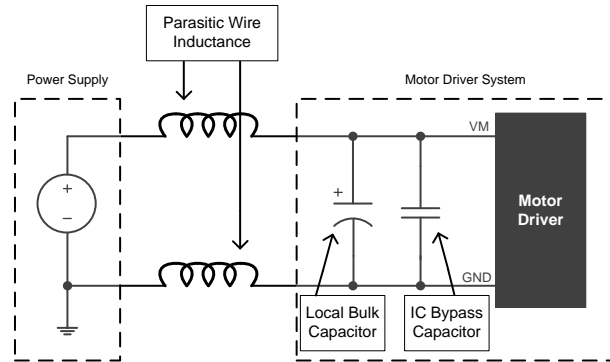 Parasitic Wire
Inductance
Power Supply
Motor Driver System
VM
+
+
–
Motor
Driver
GND
Local Bulk
Capacitor
IC Bypass
Capacitor